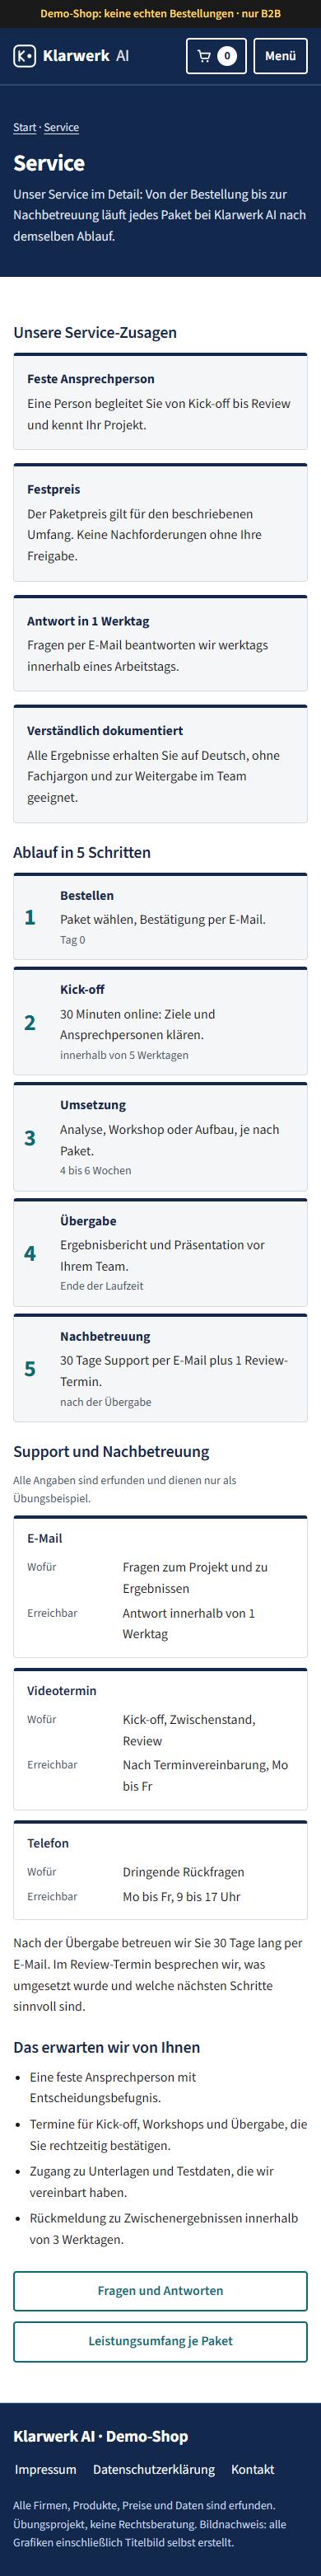 Demo-Shop: keine echten Bestellungen · nur B2B
Klarwerk AI
0
Menü
Start · Service
Service
Unser Service im Detail: Von der Bestellung bis zur
Nachbetreuung läuft jedes Paket bei Klarwerk AI nach
demselben Ablauf.
Unsere Service-Zusagen
Feste Ansprechperson
Eine Person begleitet Sie von Kick-off bis Review
und kennt Ihr Projekt.
Festpreis
Der Paketpreis gilt für den beschriebenen
Umfang. Keine Nachforderungen ohne Ihre
Freigabe.
Antwort in 1 Werktag
Fragen per E-Mail beantworten wir werktags
innerhalb eines Arbeitstags.
Verständlich dokumentiert
Alle Ergebnisse erhalten Sie auf Deutsch, ohne
Fachjargon und zur Weitergabe im Team
geeignet.
Ablauf in 5 Schritten
1
Bestellen
Paket wählen, Bestätigung per E-Mail.
Tag 0
2
Kick-off
30 Minuten online: Ziele und
Ansprechpersonen klären.
innerhalb von 5 Werktagen
3
Umsetzung
Analyse, Workshop oder Aufbau, je nach
Paket.
4 bis 6 Wochen
4
Übergabe
Ergebnisbericht und Präsentation vor
Ihrem Team.
Ende der Laufzeit
5
Nachbetreuung
30 Tage Support per E-Mail plus 1 Review-
Termin.
nach der Übergabe
Support und Nachbetreuung
Alle Angaben sind erfunden und dienen nur als
Übungsbeispiel.
E-Mail
Wofür Fragen zum Projekt und zu
Ergebnissen
Erreichbar Antwort innerhalb von 1
Werktag
Videotermin
Wofür Kick-off, Zwischenstand,
Review
Erreichbar Nach Terminvereinbarung, Mo
bis Fr
Telefon
Wofür Dringende Rückfragen
Erreichbar Mo bis Fr, 9 bis 17 Uhr
Nach der Übergabe betreuen wir Sie 30 Tage lang per
E-Mail. Im Review-Termin besprechen wir, was
umgesetzt wurde und welche nächsten Schritte
sinnvoll sind.
Das erwarten wir von Ihnen
• Eine feste Ansprechperson mit
Entscheidungsbefugnis.
• Termine für Kick-off, Workshops und Übergabe, die
Sie rechtzeitig bestätigen.
• Zugang zu Unterlagen und Testdaten, die wir
vereinbart haben.
• Rückmeldung zu Zwischenergebnissen innerhalb
von 3 Werktagen.
Fragen und Antworten
Leistungsumfang je Paket
Klarwerk AI · Demo-Shop
Impressum Datenschutzerklärung Kontakt
Alle Firmen, Produkte, Preise und Daten sind erfunden.
Übungsprojekt, keine Rechtsberatung. Bildnachweis: alle
Grafiken einschließlich Titelbild selbst erstellt.